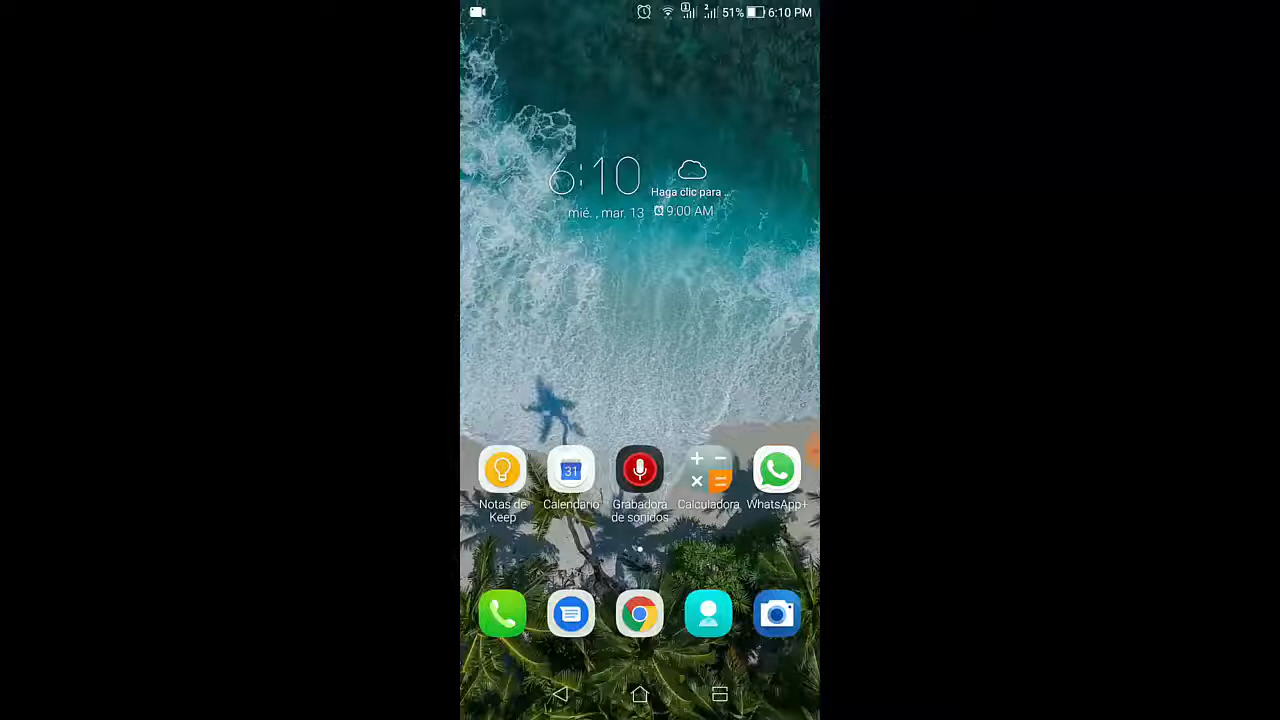 51% 6:10 PM
6:10
Haga clic para ..
mié. , mar. 13 9:00 AM
31
Notas de Keep
Calendario
Grabadora de sonidos
Calculadora
WhatsApp+